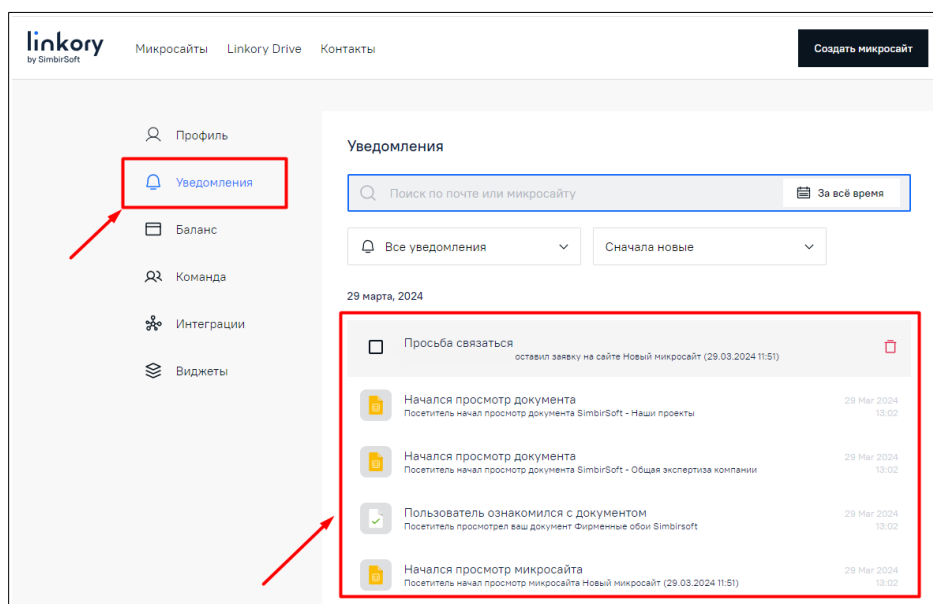 linkory
by SimbirSoft
Микросайты Linkory Drive Контакты
Создать микросайт
Профиль
Уведомления
Баланс
Команда
Интеграции
Виджеты
Уведомления
Поиск по почте или микросайту
За всё время
Все уведомления
Сначала новые
29 марта, 2024
Просьба связаться
оставил заявку на сайте Новый микросайт (29.03.2024 11:51)
Начался просмотр документа
29 Mar 2024
Посетитель начал просмотр документа SimbirSoft - Наши проекты
13:02
Начался просмотр документа
29 Mar 2024
Посетитель начал просмотр документа SimbirSoft - Общая экспертиза компании
13:02
Пользователь ознакомился с документом
29 Mar 2024
Посетитель просмотрел ваш документ Фирменные обои Simbirsoft
13:02
Начался просмотр микросайта
29 Mar 2024
Посетитель начал просмотр микросайта Новый микросайт (29.03.2024 11:51)
13:02